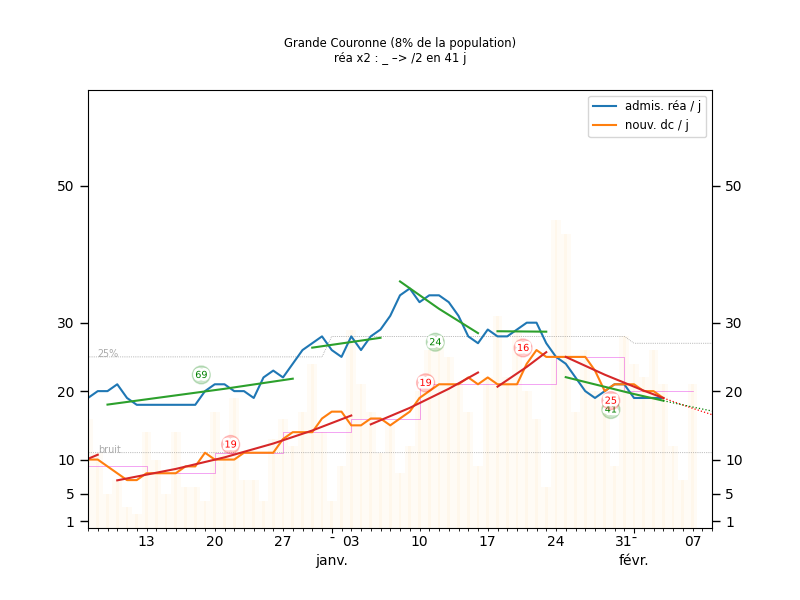 Grande Couronne (8% de la population)
réa x2 : _ –> /2 en 41 j
admis. réa / j
nouv. dc / j
50 50
30 30
25%
24
16
69
19
20 20
25
41
19
bruit
10 10
5 5
1 1
13 20 27 - 03 10 17 24 31- 07
janv. févr.